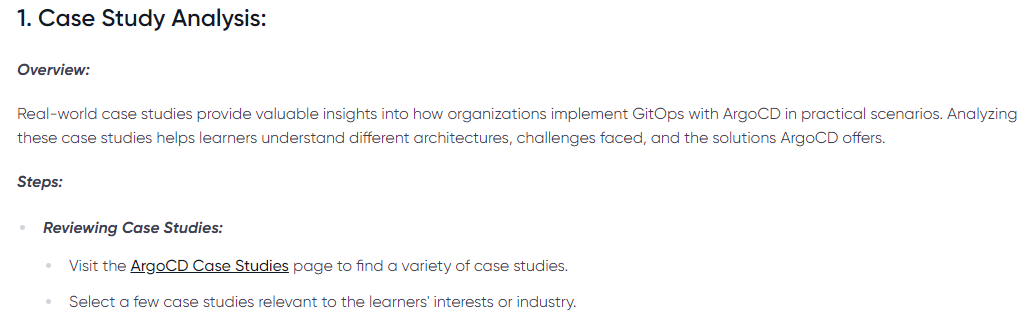 1. Case Study Analysis:
Overview:
Real-world case studies provide valuable insights into how organizations implement GitOps with ArgoCD in practical scenarios. Analyzing
these case studies helps learners understand different architectures, challenges faced, and the solutions ArgoCD offers.
Steps:
Reviewing Case Studies:
Visit the ArgoCD Case Studies page to find a variety of case studies.
Select a few case studies relevant to the learners' interests or industry.